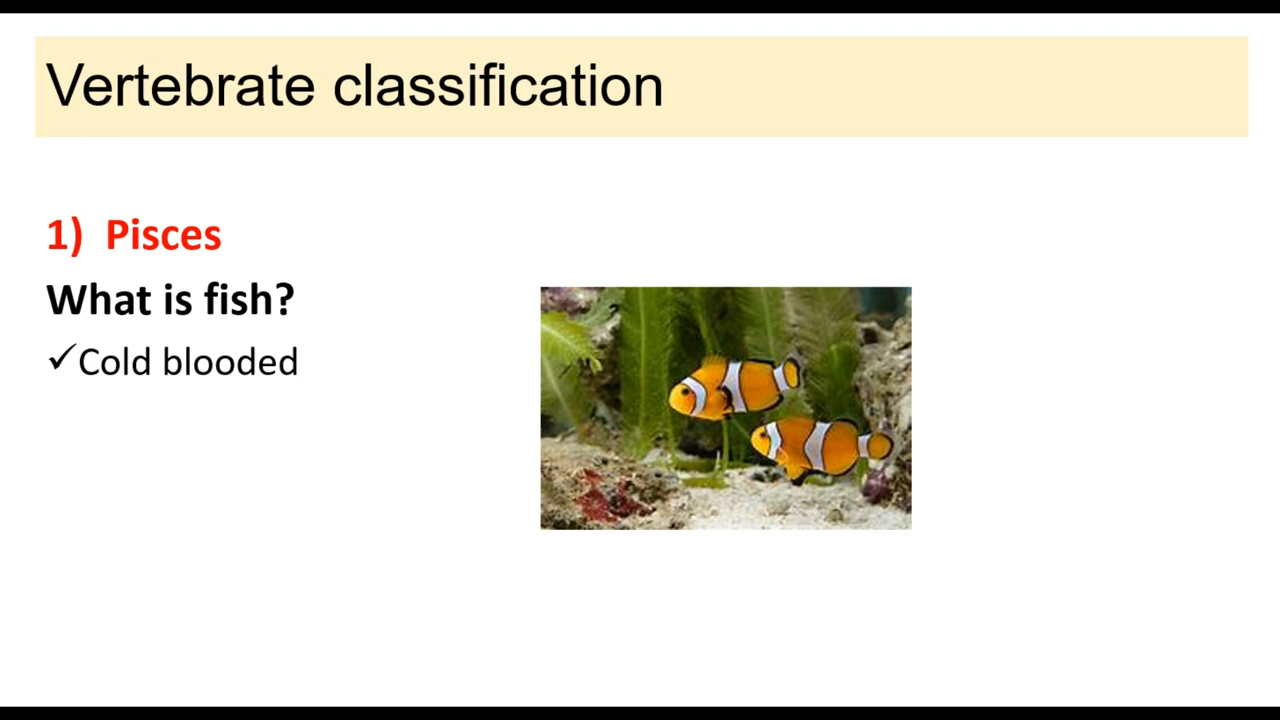 Vertebrate classification
1) Pisces
What is fish?
✓Cold blooded